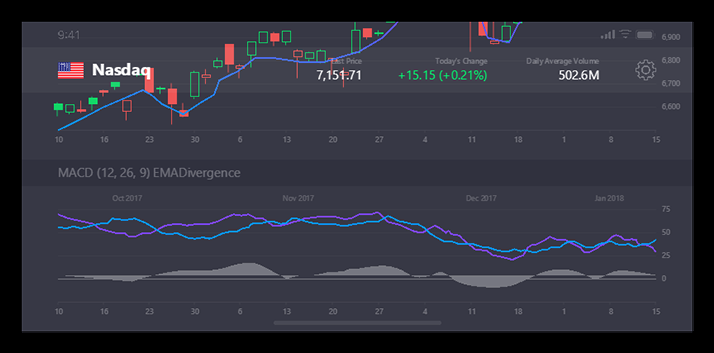 9:41
6,900
Nasdaq
Last Price
Today's Change
Daily Average Volume
7,151.71
+15.15 (+0.21%)
502.6M
6,800
6,700
6,600
10 16 23 30 6 13 20 27 4 11 18 1 8 15
MACD (12, 26, 9) EMADivergence
Oct 2017 Nov 2017 Dec 2017 Jan 2018
75
50
25
0
10 16 23 30 6 13 20 27 4 11 18 1 8 15